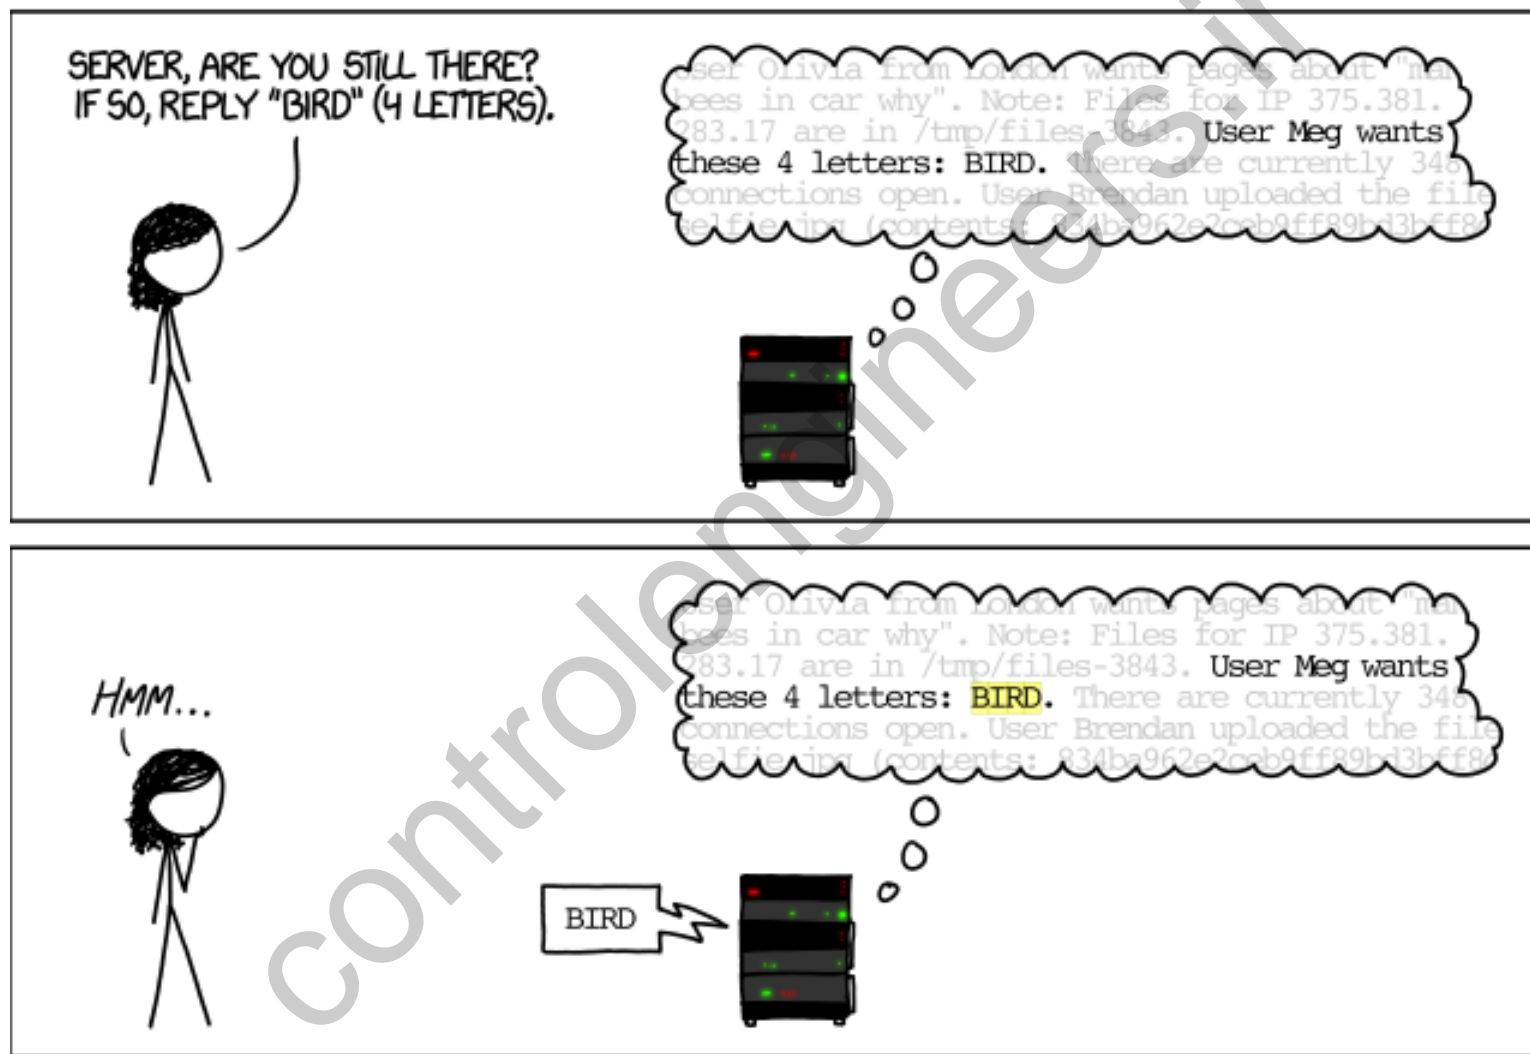 SERVER, ARE YOU STILL THERE?
IF SO, REPLY "BIRD" (4 LETTERS).
User Olivia from London wants pages about "man
bees in car why". Note: Files for IP 375.381.
283.17 are in /tmp/files-3843. User Meg wants
these 4 letters: BIRD. There are currently 348
connections open. User Brendan uploaded the file
selfie.jpg (contents: 834ba962e2ceb9ff89bd3bff8
HMM...
User Olivia from London wants pages about "man
bees in car why". Note: Files for IP 375.381.
283.17 are in /tmp/files-3843. User Meg wants
these 4 letters: BIRD. There are currently 348
connections open. User Brendan uploaded the file
selfie.jpg (contents: 834ba962e2ceb9ff89bd3bff8
BIRD
controlengineers.ir